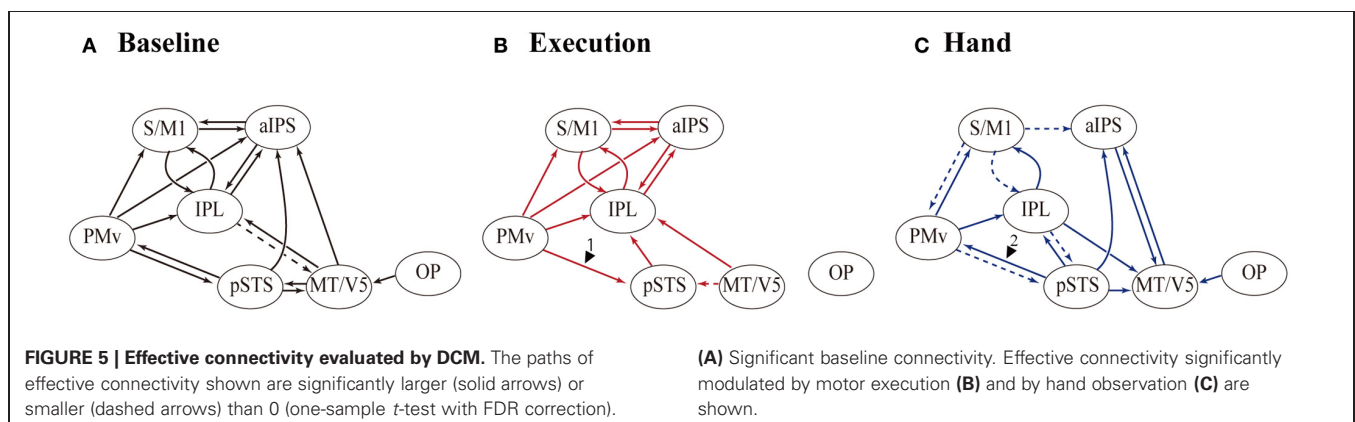 A Baseline
S/M1
aIPS
IPL
PMv
pSTS
MT/V5
OP
B Execution
S/M1
aIPS
IPL
PMv
1
pSTS
MT/V5
OP
C Hand
S/M1
aIPS
IPL
PMv
2
pSTS
MT/V5
OP
FIGURE 5 | Effective connectivity evaluated by DCM. The paths of
effective connectivity shown are significantly larger (solid arrows) or
smaller (dashed arrows) than 0 (one-sample t-test with FDR correction).
(A) Significant baseline connectivity. Effective connectivity significantly
modulated by motor execution (B) and by hand observation (C) are
shown.